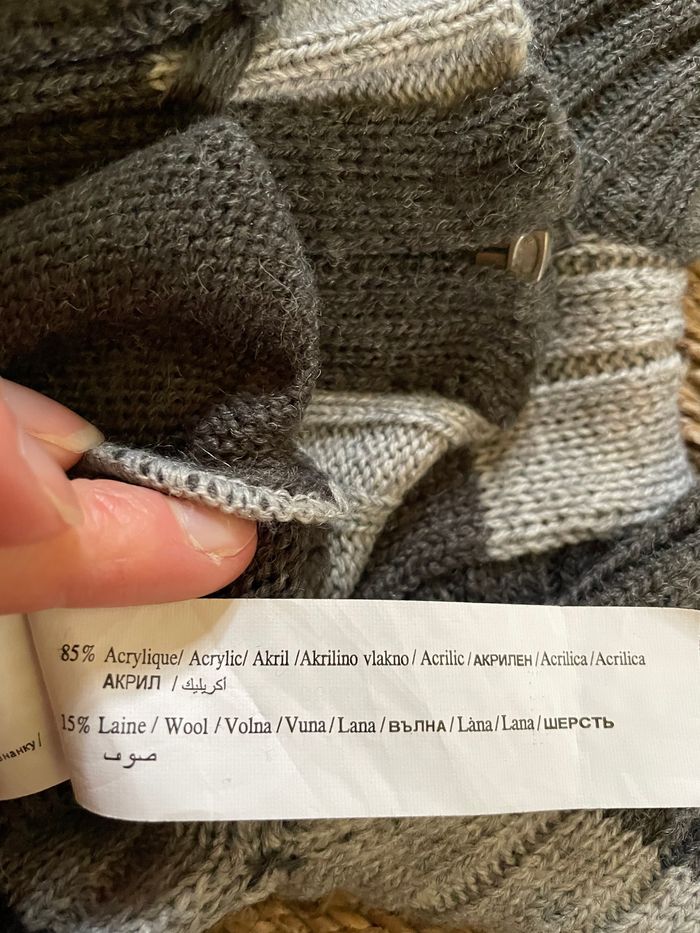 85% Acrylique/ Acrylic/ Akril /Akrilino vlakno/ Acrilic/АКРИЛЕН/Acrilica/Acrilica
АКРИЛ / أكريليك
15% Laine/ Wool /Volna/Vuna/Lana/ВЪЛНА/Làna/Lana/ШЕРСТЬ
صوف